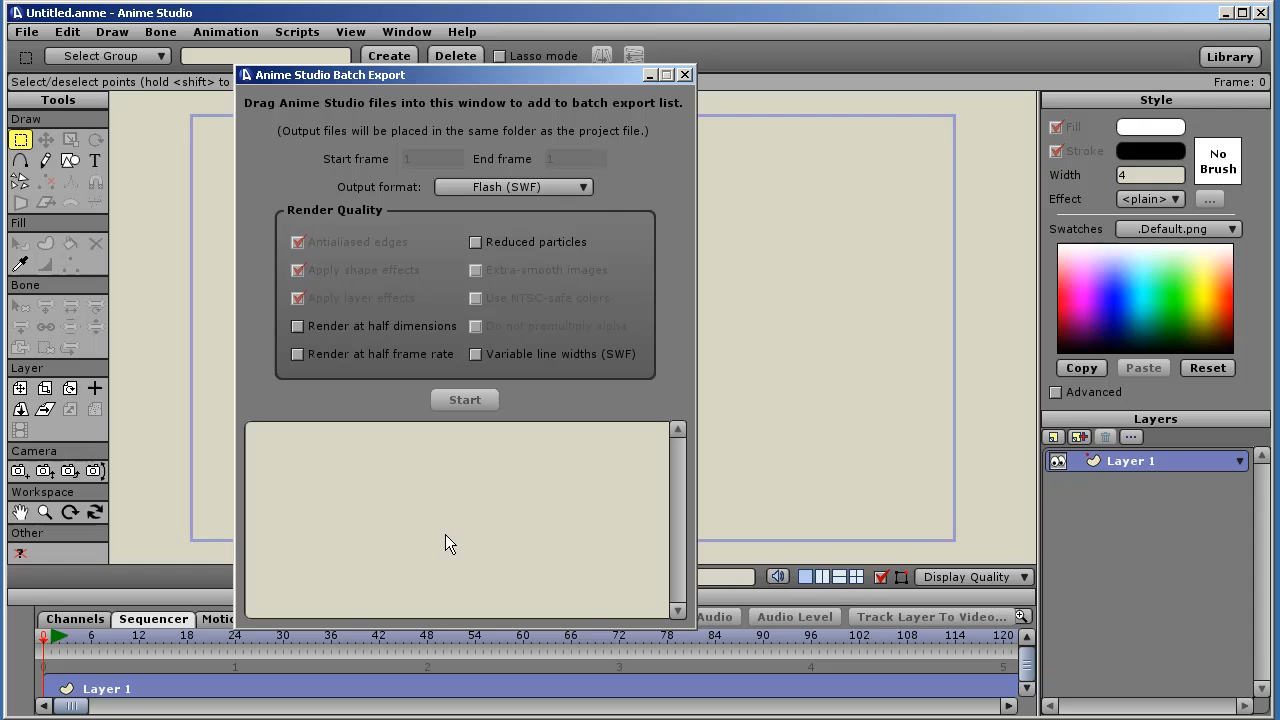 Untitled.anme - Anime Studio
File Edit Draw Bone Animation Scripts View Window Help
Select Group Create Delete Lasso mode Library
Select/deselect points (hold <shift> to
Frame: 0
Anime Studio Batch Export
Drag Anime Studio files into this window to add to batch export list.
(Output files will be placed in the same folder as the project file.)
Start frame 1 End frame 1
Output format: Flash (SWF)
Render Quality
Antialiased edges Reduced particles
Apply shape effects Extra-smooth images
Apply layer effects Use NTSC-safe colors
Render at half dimensions Do not premultiply alpha
Render at half frame rate Variable line widths (SWF)
Start
Tools
Draw
T
Fill
Bone
Layer
Camera
Workspace
Other
?
Style
Fill
Stroke
No
Brush
Width 4
Effect <plain> ...
Swatches .Default.png
Copy Paste Reset
Advanced
Layers
...
Layer 1
Display Quality
Channels Sequencer Motio
Audio Audio Level Track Layer To Video...
0 6 12 18 24 30 36 42 48 54 60 66 72 78 84 90 96 102 108 114 120
0 1 2 3 4 5
Layer 1